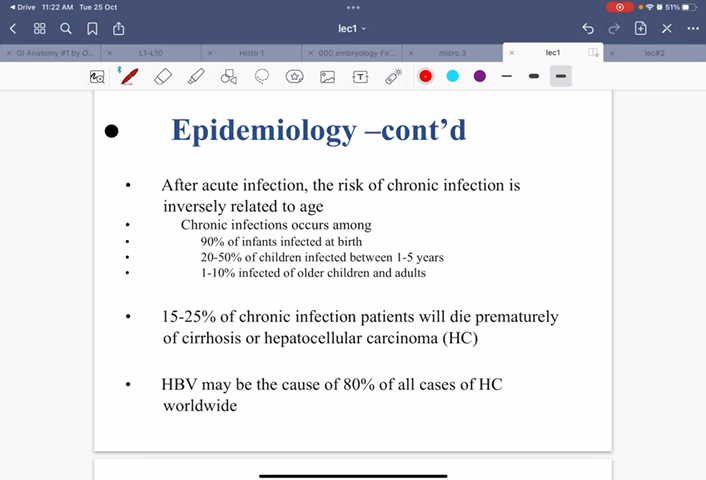 Drive 11:22 AM Tue 25 Oct
51%
lec1
GI Anatomy #1 by O...
L1-L10
Histo 1
000 embryology Fir...
micro.3
lec1
lec#2
Epidemiology –cont’d
• After acute infection, the risk of chronic infection is
inversely related to age
• Chronic infections occurs among
• 90% of infants infected at birth
• 20-50% of children infected between 1-5 years
• 1-10% infected of older children and adults
• 15-25% of chronic infection patients will die prematurely
of cirrhosis or hepatocellular carcinoma (HC)
• HBV may be the cause of 80% of all cases of HC
worldwide